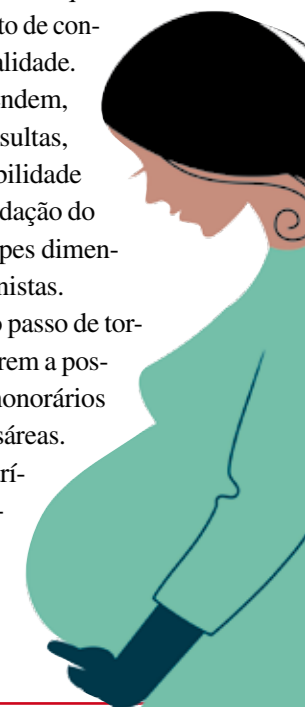 to de con-
alidade.
endem,
sultas,
bilidade
dação do
pes dimen-
nistas.
o passo de tor-
rem a pos-
honorários
sáreas.
rí-
-